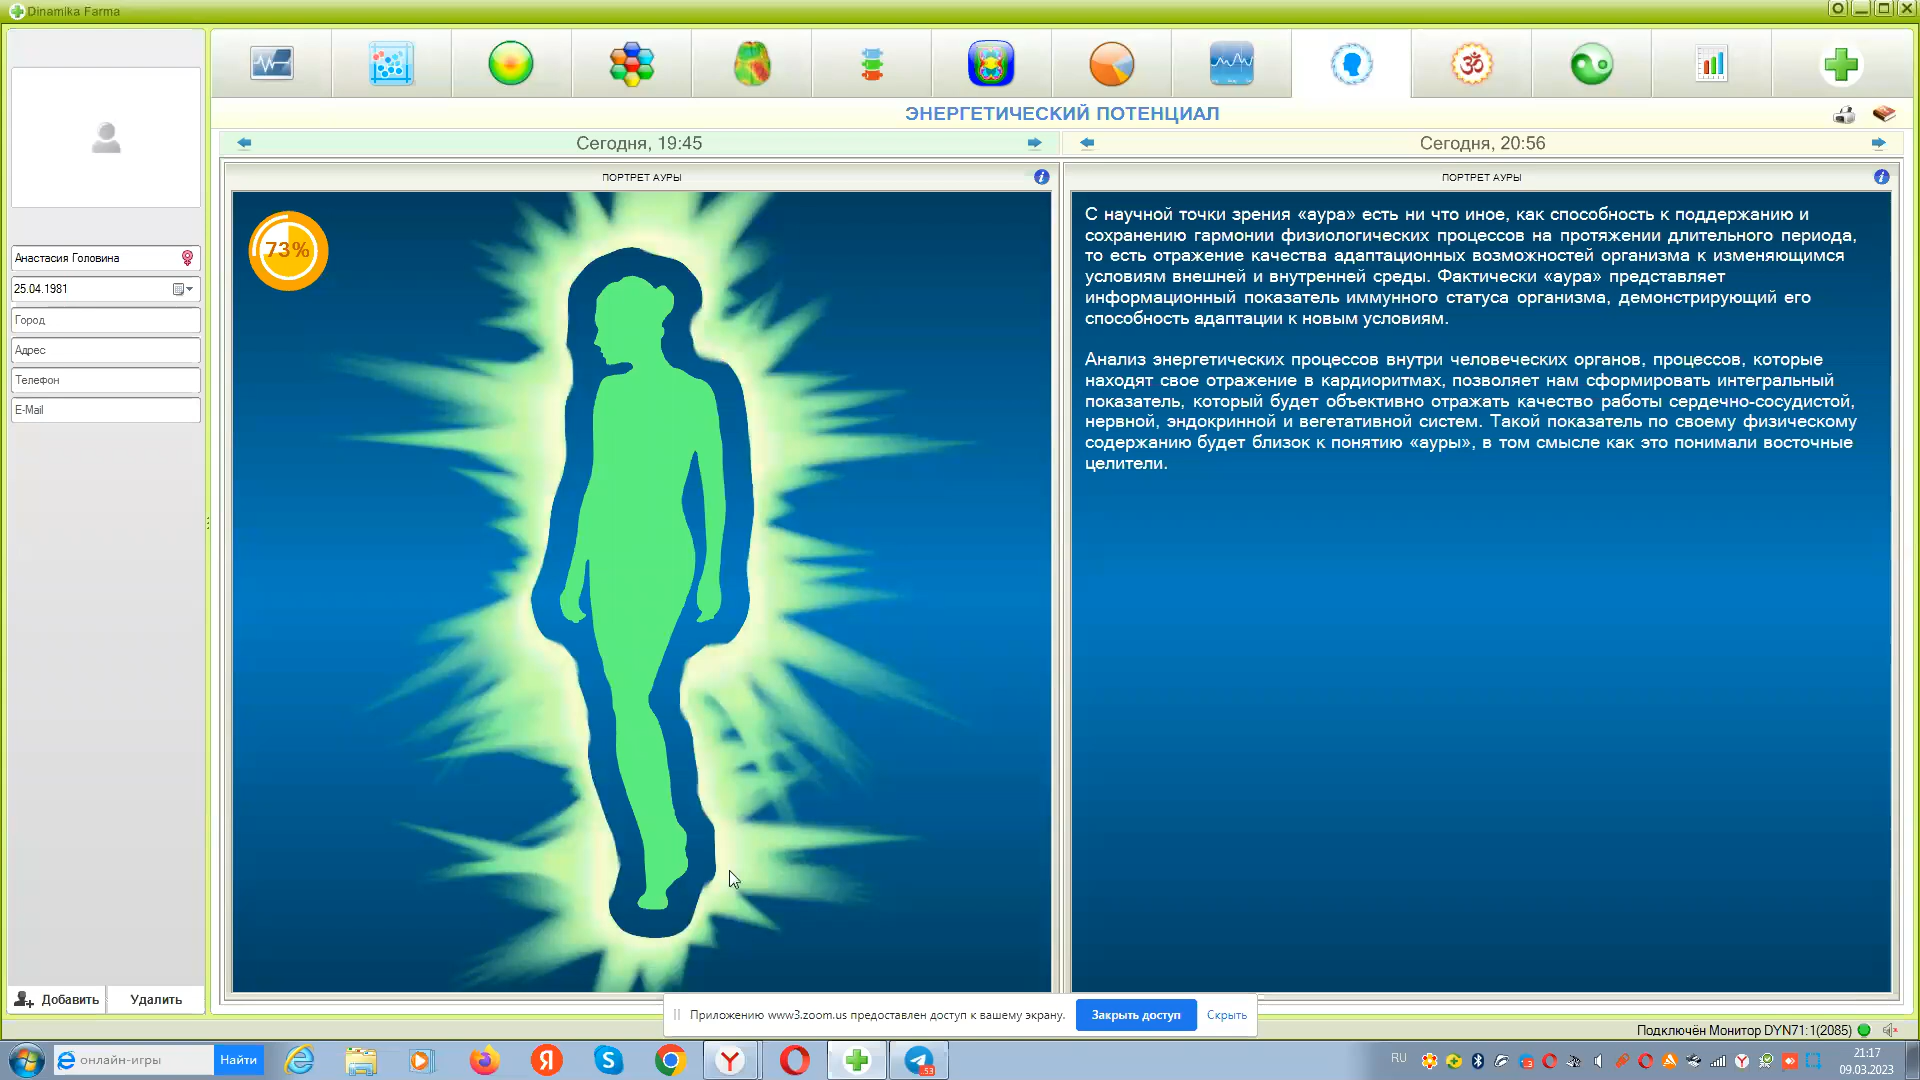 Dinamika Farma
ЭНЕРГЕТИЧЕСКИЙ ПОТЕНЦИАЛ
Сегодня, 19:45
Сегодня, 20:56
ПОРТРЕТ АУРЫ
ПОРТРЕТ АУРЫ
73%
С научной точки зрения «аура» есть ни что иное, как способность к поддержанию и
сохранению гармонии физиологических процессов на протяжении длительного периода,
то есть отражение качества адаптационных возможностей организма к изменяющимся
условиям внешней и внутренней среды. Фактически «аура» представляет
информационный показатель иммунного статуса организма, демонстрирующий его
способность адаптации к новым условиям.
Анализ энергетических процессов внутри человеческих органов, процессов, которые
находят свое отражение в кардиоритмах, позволяет нам сформировать интегральный
показатель, который будет объективно отражать качество работы сердечно-сосудистой,
нервной, эндокринной и вегетативной систем. Такой показатель по своему физическому
содержанию будет близок к понятию «ауры», в том смысле как это понимали восточные
целители.
Анастасия Головина
25.04.1981
Город
Адрес
Телефон
E-Mail
Добавить
Удалить
Приложению www3.zoom.us предоставлен доступ к вашему экрану.
Закрыть доступ
Скрыть
Подключён Монитор DYN71:1(2085)
онлайн-игры
Найти
53
RU
21:17
09.03.2023